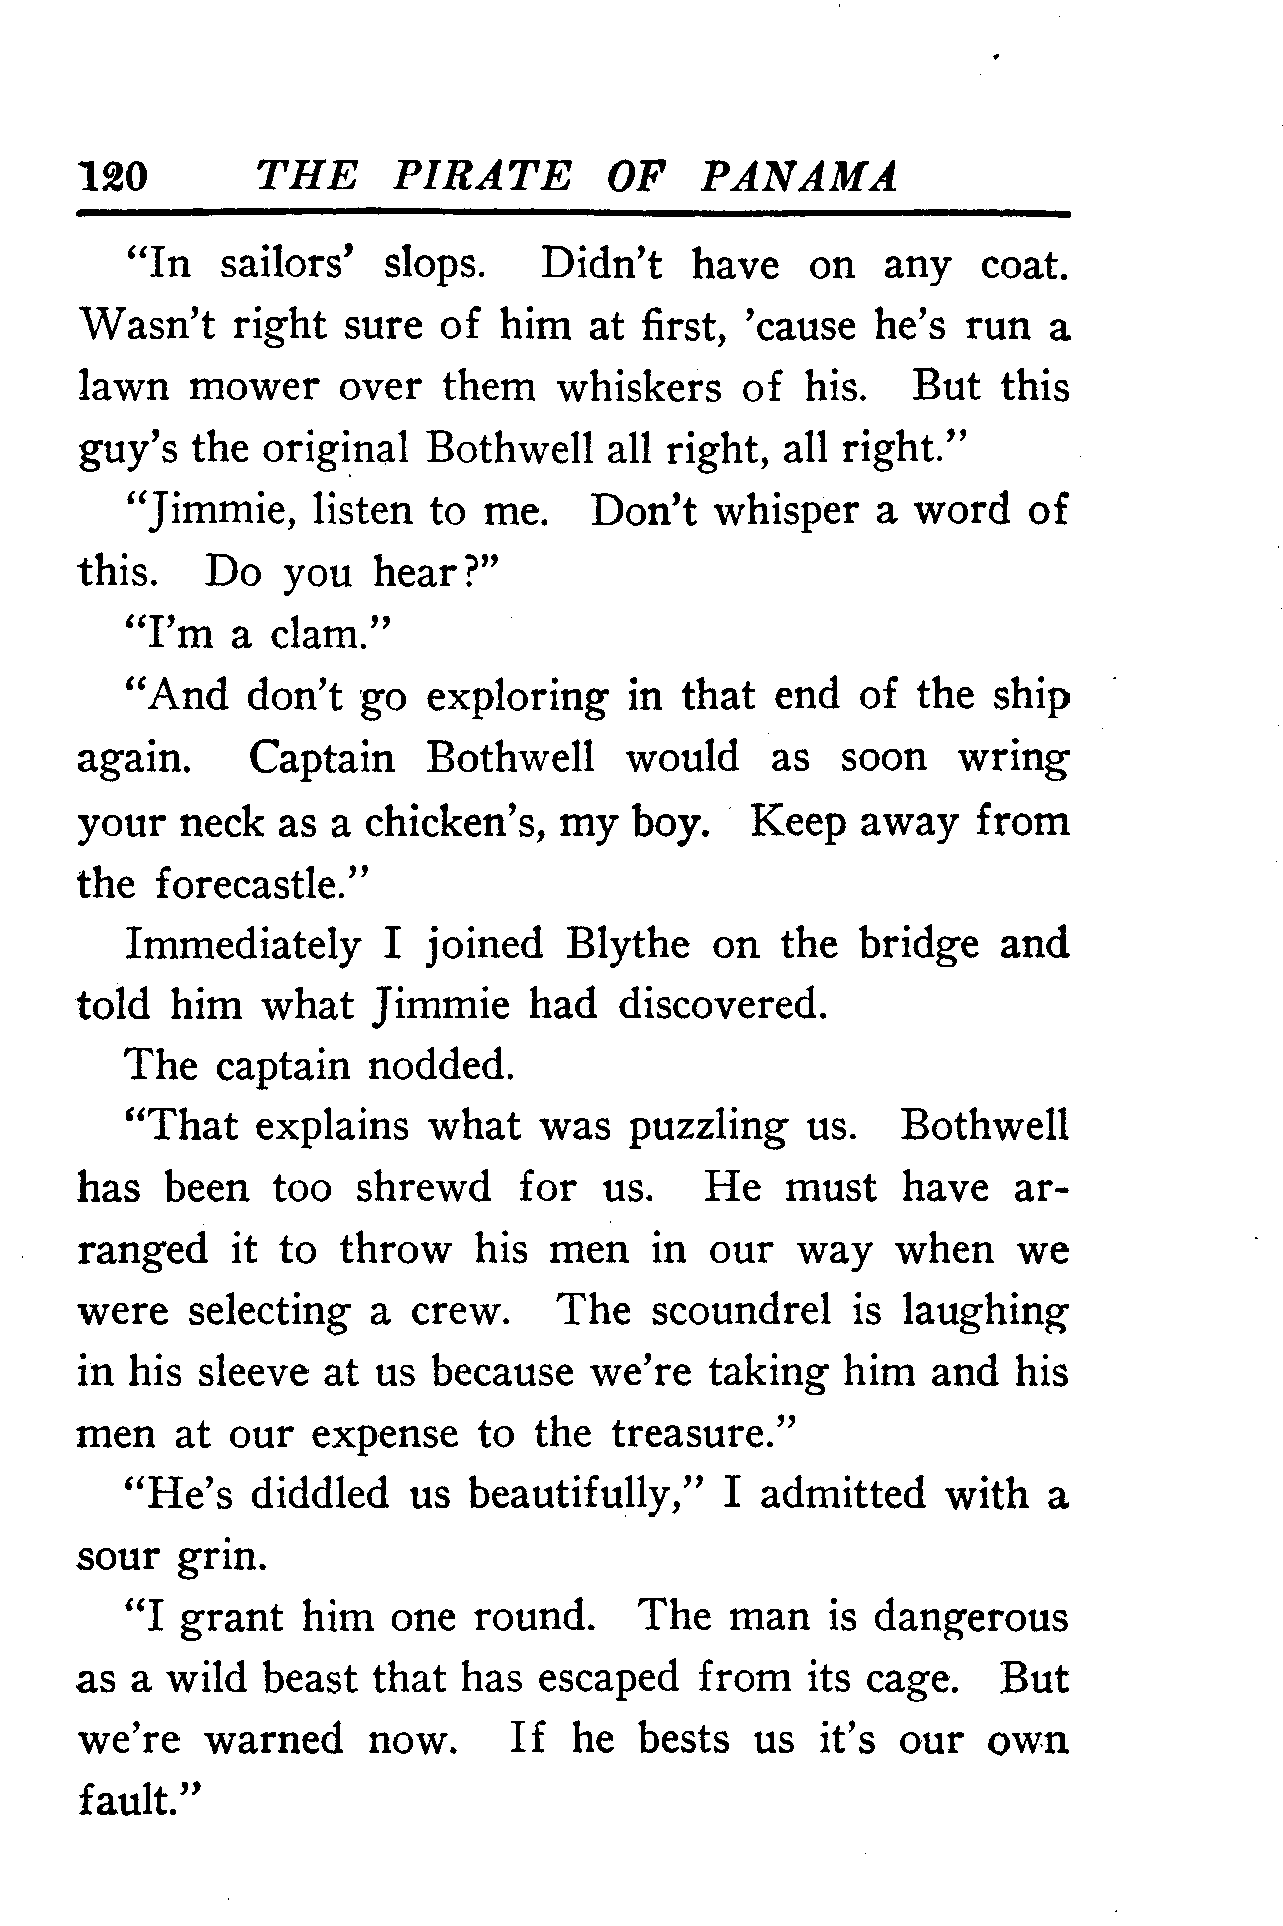 120 THE PIRATE OF PANAMA
“In sailors’ slops. Didn’t have on any coat.
Wasn’t right sure of him at first, ’cause he’s run a
lawn mower over them whiskers of his. But this
guy’s the original Bothwell all right, all right.”
“Jimmie, listen to me. Don’t whisper a word of
this. Do you hear?”
“I’m a clam.”
“And don’t go exploring in that end of the ship
again. Captain Bothwell would as soon wring
your neck as a chicken’s, my boy. Keep away from
the forecastle.”
Immediately I joined Blythe on the bridge and
told him what Jimmie had discovered.
The captain nodded.
“That explains what was puzzling us. Bothwell
has been too shrewd for us. He must have ar-
ranged it to throw his men in our way when we
were selecting a crew. The scoundrel is laughing
in his sleeve at us because we’re taking him and his
men at our expense to the treasure.”
“He’s diddled us beautifully,” I admitted with a
sour grin.
“I grant him one round. The man is dangerous
as a wild beast that has escaped from its cage. But
we’re warned now. If he bests us it’s our own
fault.”